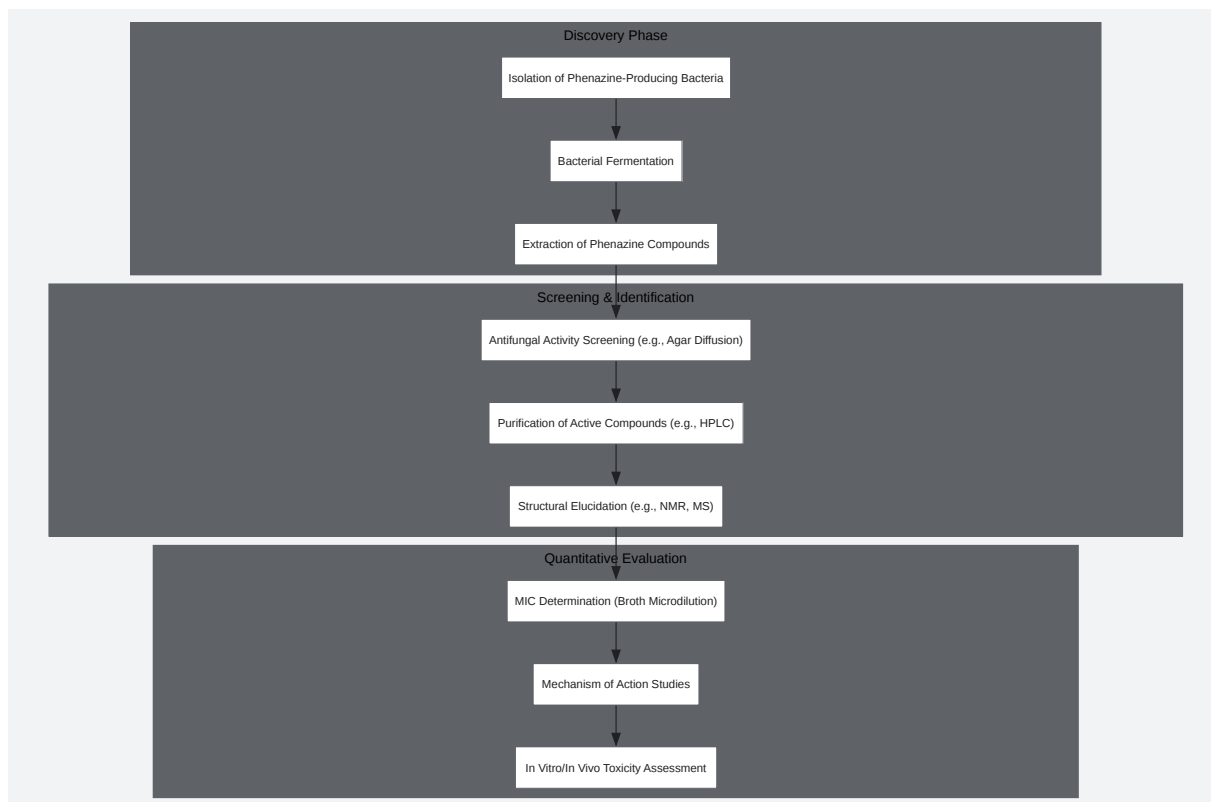 Discovery Phase
Isolation of Phenazine-Producing Bacteria
Bacterial Fermentation
Extraction of Phenazine Compounds
Screening & Identification
Antifungal Activity Screening (e.g., Agar Diffusion)
Purification of Active Compounds (e.g., HPLC)
Structural Elucidation (e.g., NMR, MS)
Quantitative Evaluation
MIC Determination (Broth Microdilution)
Mechanism of Action Studies
In Vitro/In Vivo Toxicity Assessment